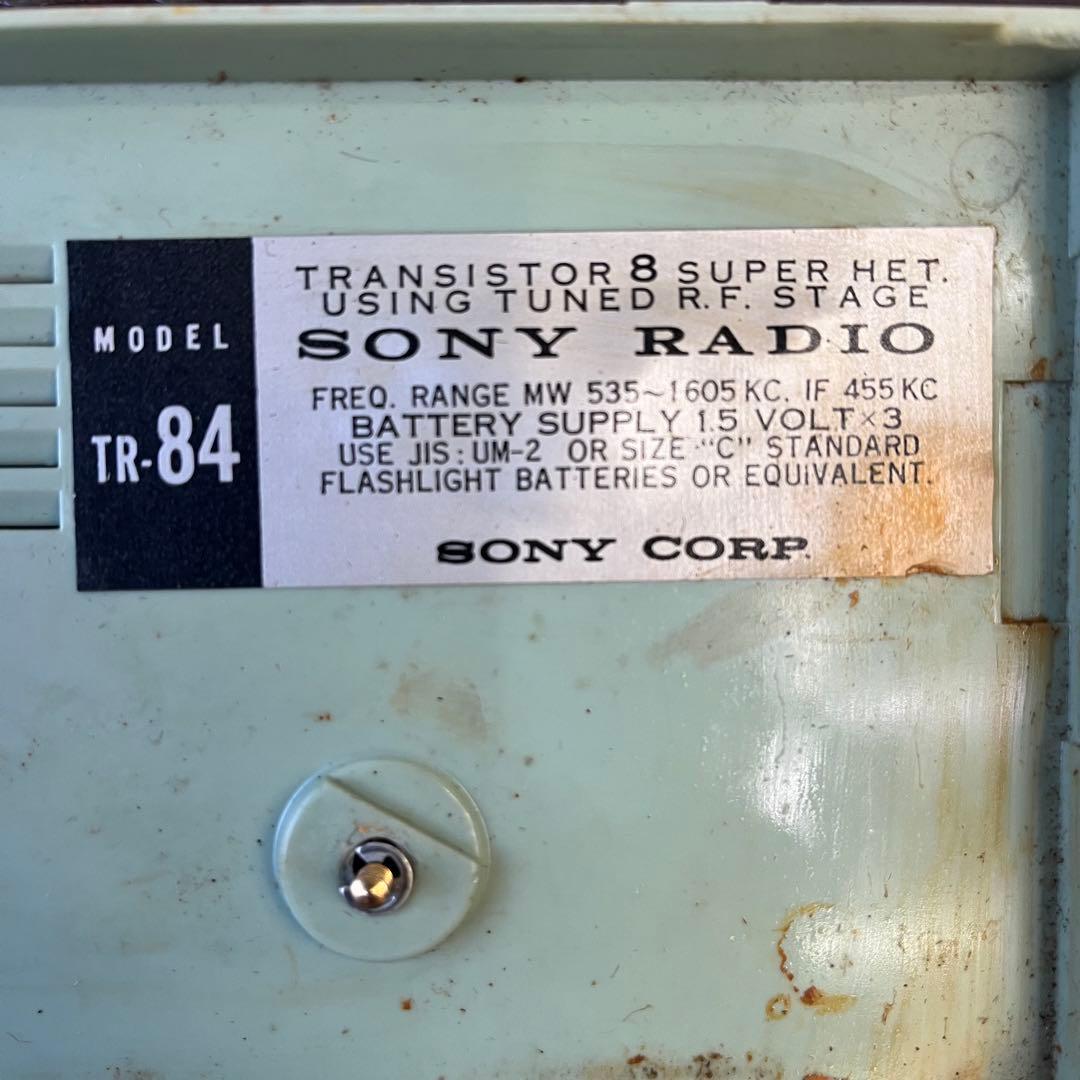 MODEL
TR-84
TRANSISTOR 8 SUPER HET.
USING TUNED R.F. STAGE
SONY RADIO
FREQ. RANGE MW 535~1605 KC. IF 455 KC
BATTERY SUPPLY 1.5 VOLT×3
USE JIS: UM-2 OR SIZE "C" STANDARD
FLASHLIGHT BATTERIES OR EQUIVALENT.
SONY CORP.